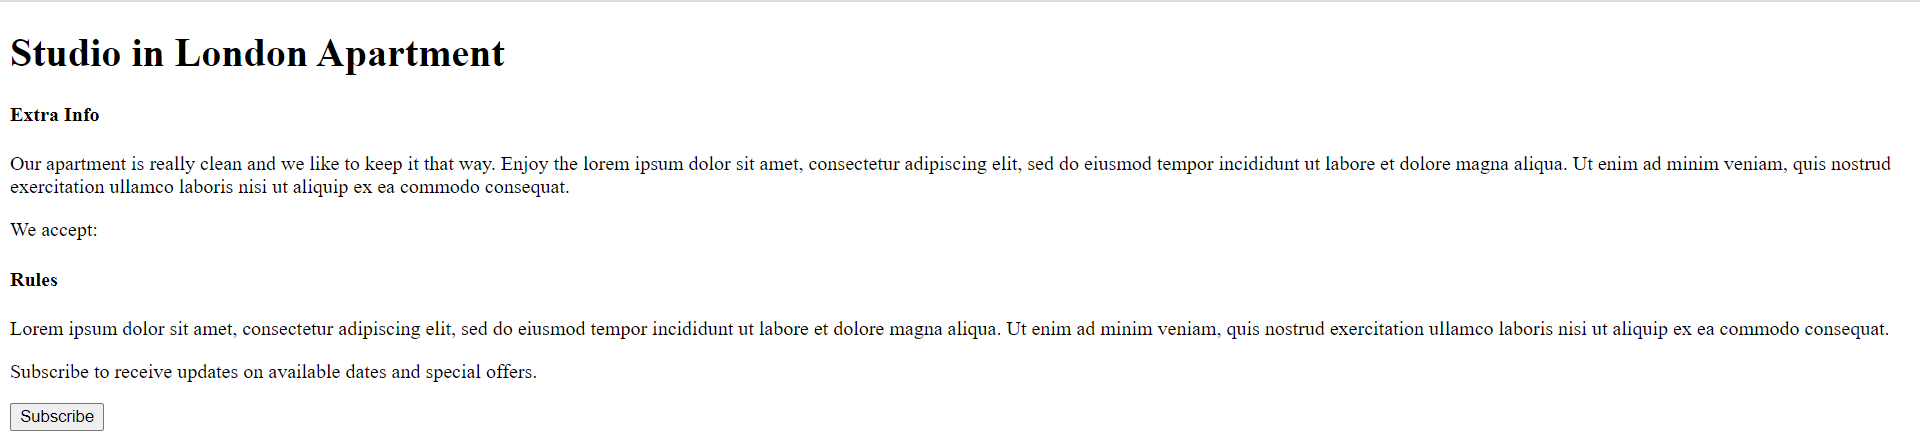 Studio in London Apartment
Extra Info
Our apartment is really clean and we like to keep it that way. Enjoy the lorem ipsum dolor sit amet, consectetur adipiscing elit, sed do eiusmod tempor incididunt ut labore et dolore magna aliqua. Ut enim ad minim veniam, quis nostrud
exercitation ullamco laboris nisi ut aliquip ex ea commodo consequat.
We accept:
Rules
Lorem ipsum dolor sit amet, consectetur adipiscing elit, sed do eiusmod tempor incididunt ut labore et dolore magna aliqua. Ut enim ad minim veniam, quis nostrud exercitation ullamco laboris nisi ut aliquip ex ea commodo consequat.
Subscribe to receive updates on available dates and special offers.
Subscribe